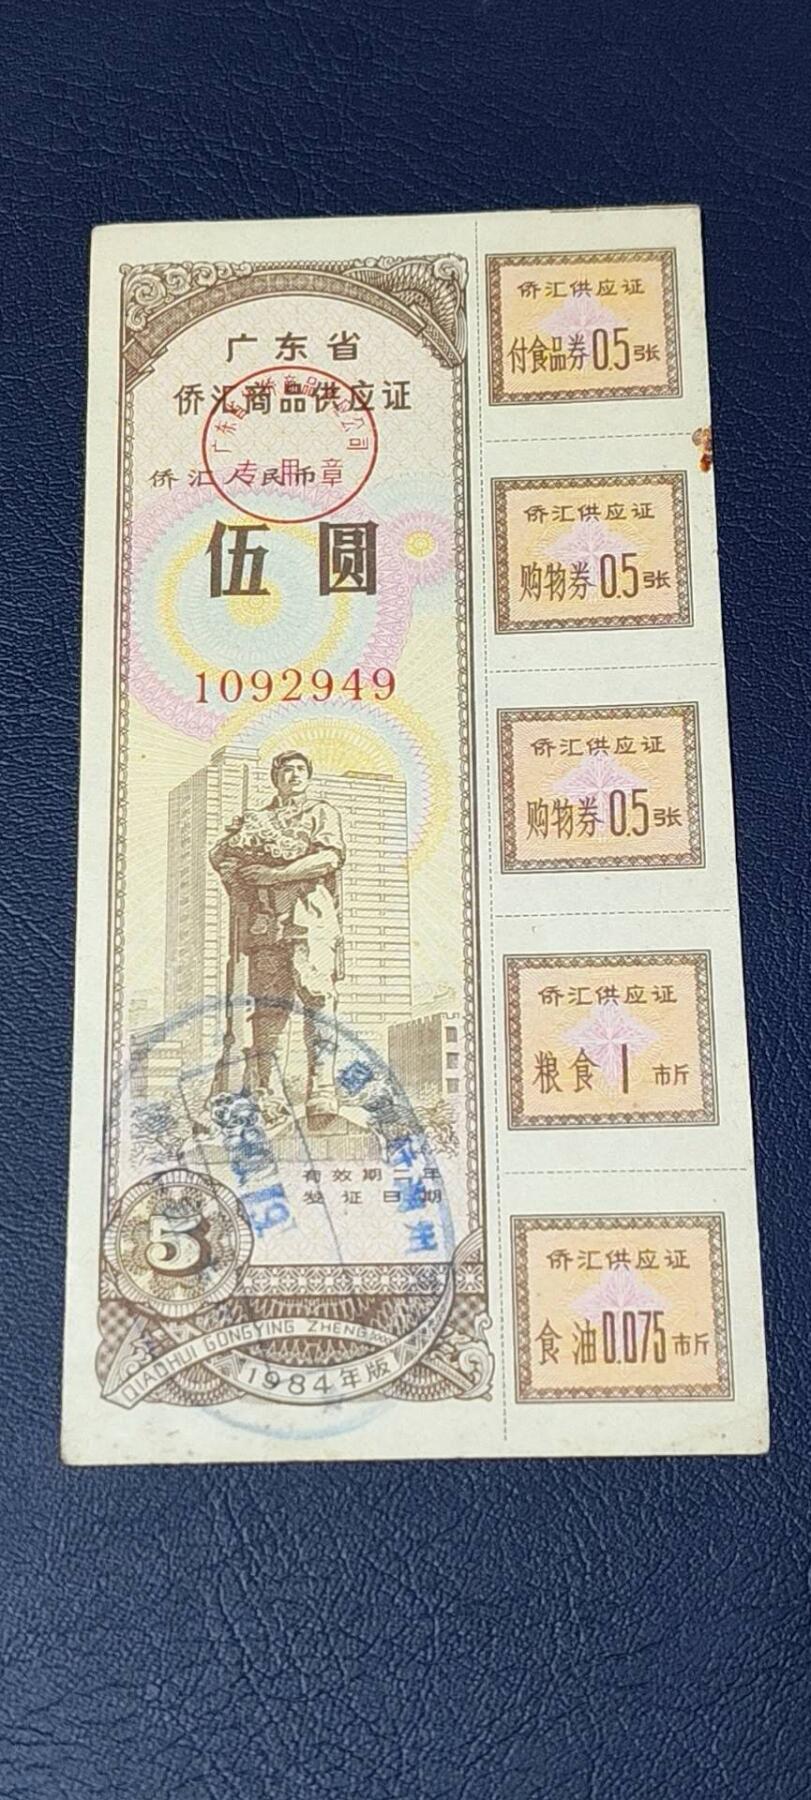 广东省
侨汇商品供应证
侨汇人民币
专用章
伍圆
1092949
有效期二年
发证日期
5
QIAOHUI GONGYING ZHENG
1984年版
侨汇供应证
付食品券0.5张
侨汇供应证
购物券0.5张
侨汇供应证
购物券0.5张
侨汇供应证
粮食1市斤
侨汇供应证
食油0.075市斤